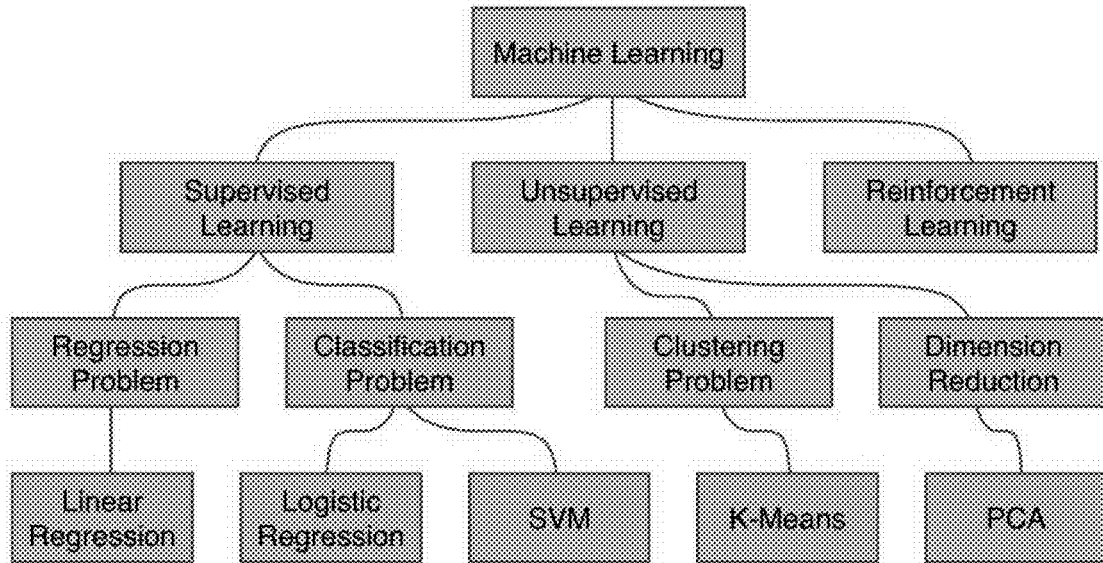 Machine Learning
Supervised
Learning
Unsupervised
Learning
Reinforcement
Learning
Regression
Problem
Classification
Problem
Clustering
Problem
Dimension
Reduction
Linear
Regression
Logistic
Regression
SVM
K-Means
PCA